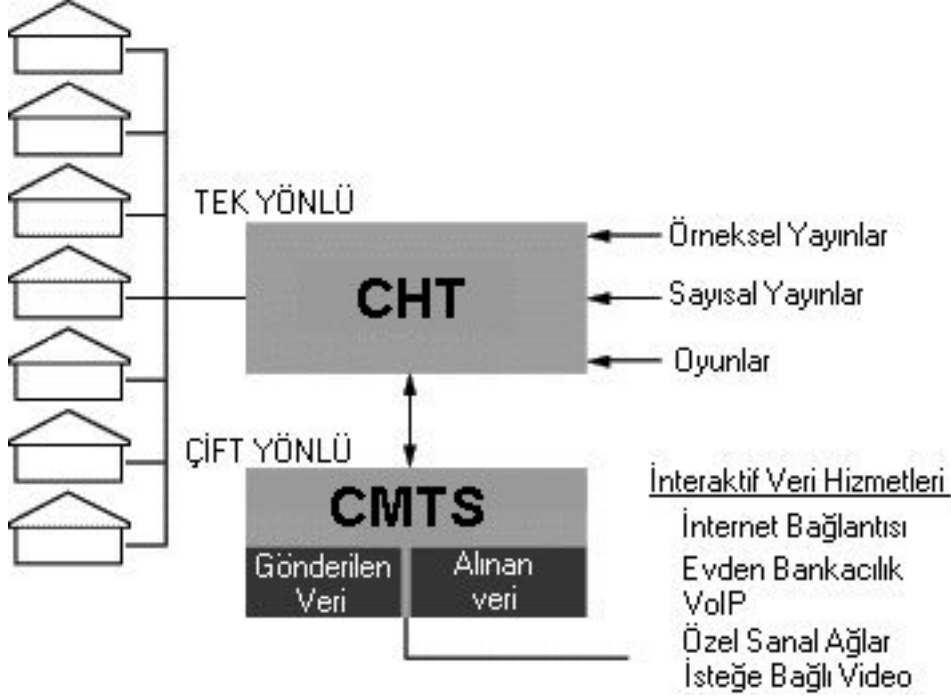 TEK YÖNLÜ
CHT
Örneksel Yayınlar
Sayısal Yayınlar
Oyunlar
ÇİFT YÖNLÜ
CMTS
Gönderilen
Veri
Alınan
veri
İnteraktif Veri Hizmetleri
İnternet Bağlantısı
Evden Bankacılık
VoIP
Özel Sanal Ağlar
İsteğe Bağlı Video